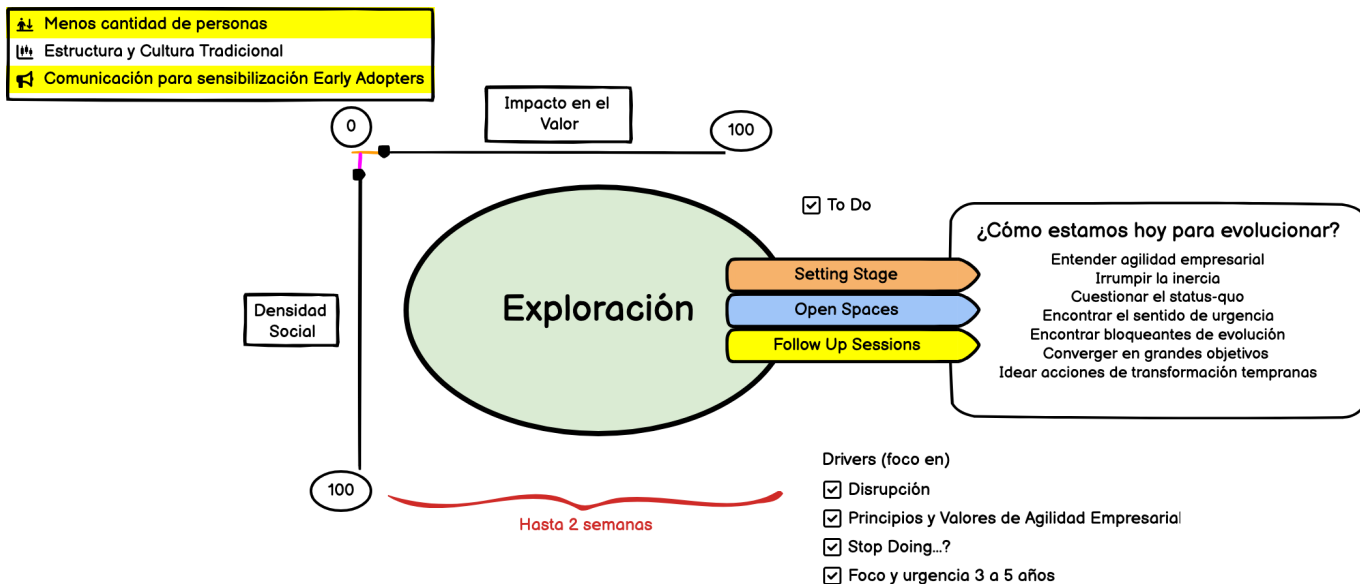 Menos cantidad de personas
Estructura y Cultura Tradicional
Comunicación para sensibilización Early Adopters
0
Impacto en el
Valor
100
To Do
¿Cómo estamos hoy para evolucionar?
Entender agilidad empresarial
Irrumpir la inercia
Cuestionar el status-quo
Encontrar el sentido de urgencia
Encontrar bloqueantes de evolución
Converger en grandes objetivos
Idear acciones de transformación tempranas
Setting Stage
Open Spaces
Follow Up Sessions
Exploración
Densidad
Social
100
Hasta 2 semanas
Drivers (foco en)
Disrupción
Principios y Valores de Agilidad Empresarial
Stop Doing...?
Foco y urgencia 3 a 5 años